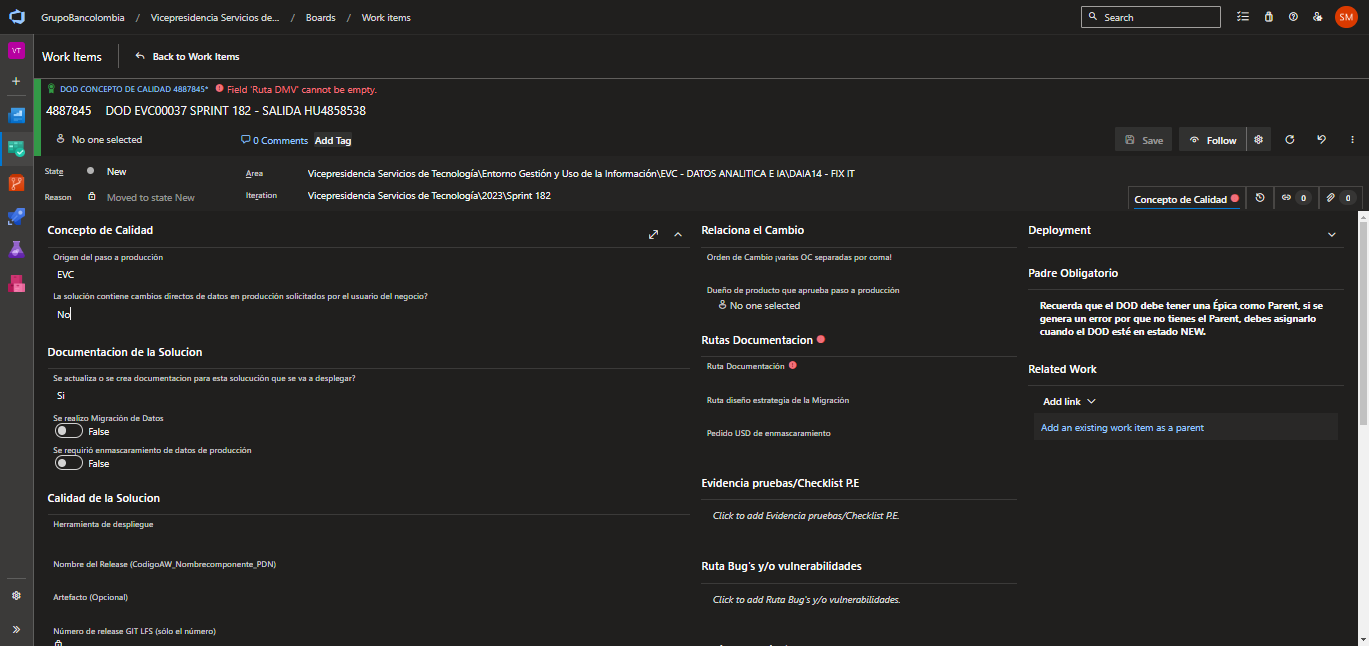 GrupoBancolombia / Vicepresidencia Servicios de... / Boards / Work items
Search
SM
VT
Work Items
Back to Work Items
DOD CONCEPTO DE CALIDAD 4887845*
Field 'Ruta DMV' cannot be empty.
4887845 DOD EVC00037 SPRINT 182 - SALIDA HU4858538
No one selected
0 Comments
Add Tag
Save
Follow
State
New
Area
Vicepresidencia Servicios de Tecnología\Entorno Gestión y Uso de la Información\EVC - DATOS ANALITICA E IA\DAIA14 - FIX IT
Reason
Moved to state New
Iteration
Vicepresidencia Servicios de Tecnología\2023\Sprint 182
Concepto de Calidad
0
0
Concepto de Calidad
Origen del paso a producción
EVC
La solución contiene cambios directos de datos en producción solicitados por el usuario del negocio?
No
Documentacion de la Solucion
Se actualiza o se crea documentacion para esta solucución que se va a desplegar?
Si
Se realizo Migración de Datos
False
Se requirió enmascaramiento de datos de producción
False
Calidad de la Solucion
Herramienta de despliegue
Nombre del Release (CodigoAW_Nombrecomponente_PDN)
Artefacto (Opcional)
Número de release GIT LFS (sólo el número)
Relaciona el Cambio
Orden de Cambio ¡varias OC separadas por coma!
Dueño de producto que aprueba paso a producción
No one selected
Rutas Documentacion
Ruta Documentación
Ruta diseño estrategia de la Migración
Pedido USD de enmascaramiento
Evidencia pruebas/Checklist P.E
Click to add Evidencia pruebas/Checklist P.E.
Ruta Bug's y/o vulnerabilidades
Click to add Ruta Bug's y/o vulnerabilidades.
Deployment
Padre Obligatorio
Recuerda que el DOD debe tener una Épica como Parent, si se
genera un error por que no tienes el Parent, debes asignarlo
cuando el DOD esté en estado NEW.
Related Work
Add link
Add an existing work item as a parent